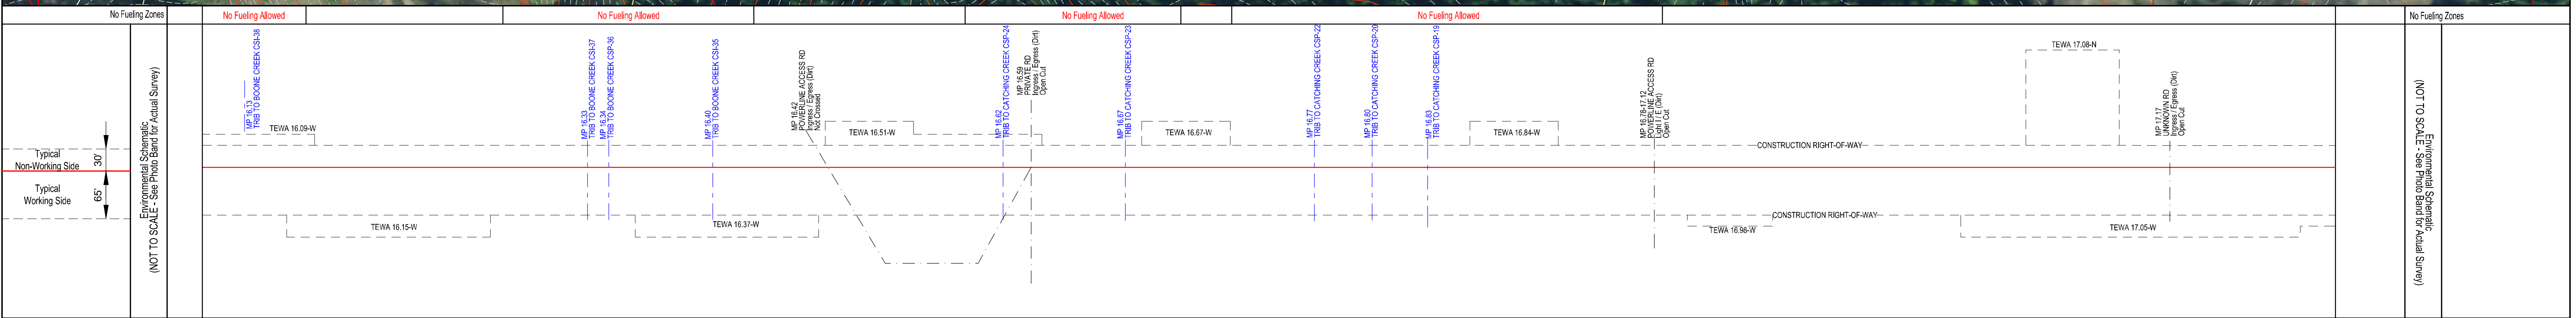 No Fueling Zones
No Fueling Allowed
No Fueling Allowed
No Fueling Allowed
No Fueling Allowed
No Fueling Zones
Typical
Non-Working Side
30'
Typical
Working Side
65'
Environmental Schematic
(NOT TO SCALE - See Photo Band for Actual Survey)
MP 16.13
TRIB TO BOONE CREEK CSI-38
TEWA 16.09-W
TEWA 16.15-W
MP 16.33
TRIB TO BOONE CREEK CSI-37
MP 16.34
TRIB TO BOONE CREEK CSP-36
MP 16.40
TRIB TO BOONE CREEK CSI-35
TEWA 16.37-W
MP 16.42
POWERLINE ACCESS RD
Ingress / Egress (Dirt)
Not Crossed
TEWA 16.51-W
MP 16.62
TRIB TO CATCHING CREEK CSP-24
MP 16.59
PRIVATE RD
Ingress / Egress (Dirt)
Open Cut
MP 16.67
TRIB TO CATCHING CREEK CSP-23
TEWA 16.67-W
MP 16.77
TRIB TO CATCHING CREEK CSP-22
MP 16.80
TRIB TO CATCHING CREEK CSP-20
MP 16.83
TRIB TO CATCHING CREEK CSP-19
TEWA 16.84-W
MP 16.78-17.12
POWERLINE ACCESS RD
Light I / E (Dirt)
Open Cut
CONSTRUCTION RIGHT-OF-WAY
CONSTRUCTION RIGHT-OF-WAY
TEWA 16.98-W
TEWA 17.08-N
TEWA 17.05-W
MP 17.17
UNKNOWN RD
Ingress / Egress (Dirt)
Open Cut
Environmental Schematic
(NOT TO SCALE - See Photo Band for Actual Survey)